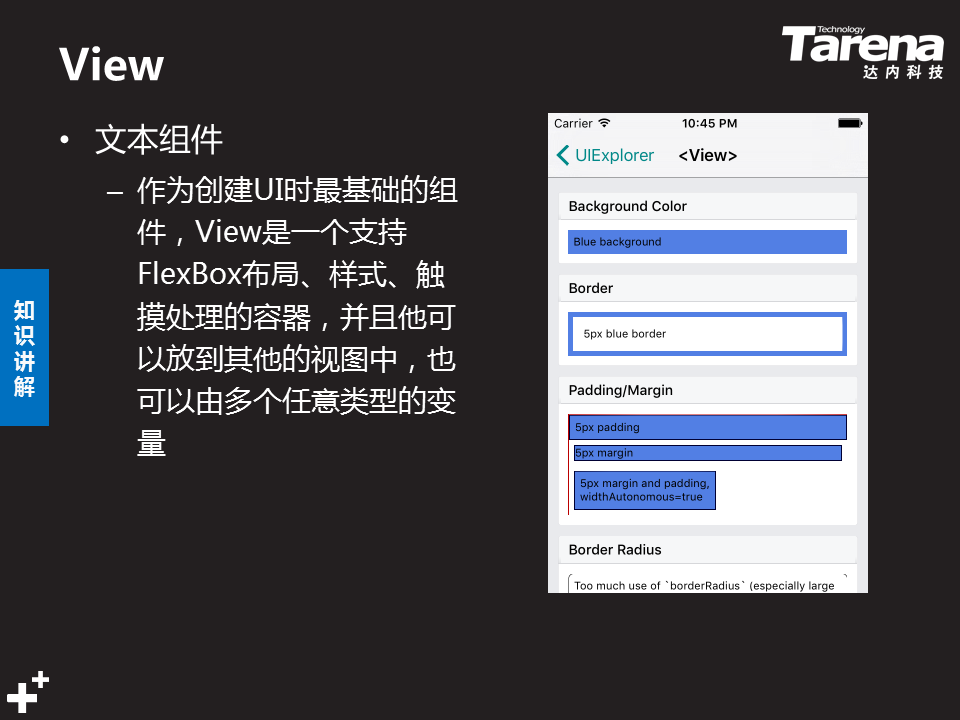 View
Technology
Tarena
达内科技
• 文本组件
– 作为创建UI时最基础的组
件，View是一个支持
FlexBox布局、样式、触
摸处理的容器，并且他可
以放到其他的视图中，也
可以由多个任意类型的变
量
知
识
讲
解
Carrier 10:45 PM
UIExplorer <View>
Background Color
Blue background
Border
5px blue border
Padding/Margin
5px padding
5px margin
5px margin and padding,
widthAutonomous=true
Border Radius
Too much use of `borderRadius` (especially large